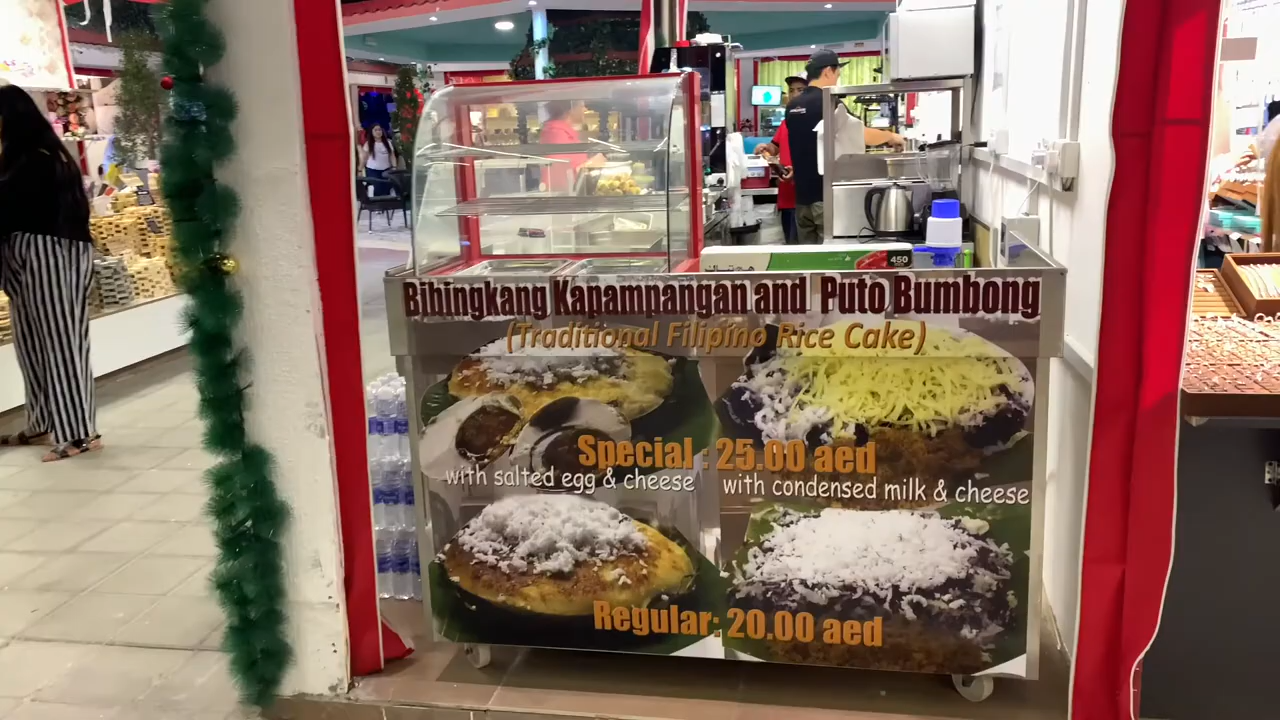 450
Bibingkang Kapampangan and Puto Bumbong
(Traditional Filipino Rice Cake)
Special : 25.00 aed
with salted egg & cheese
with condensed milk & cheese
Regular: 20.00 aed